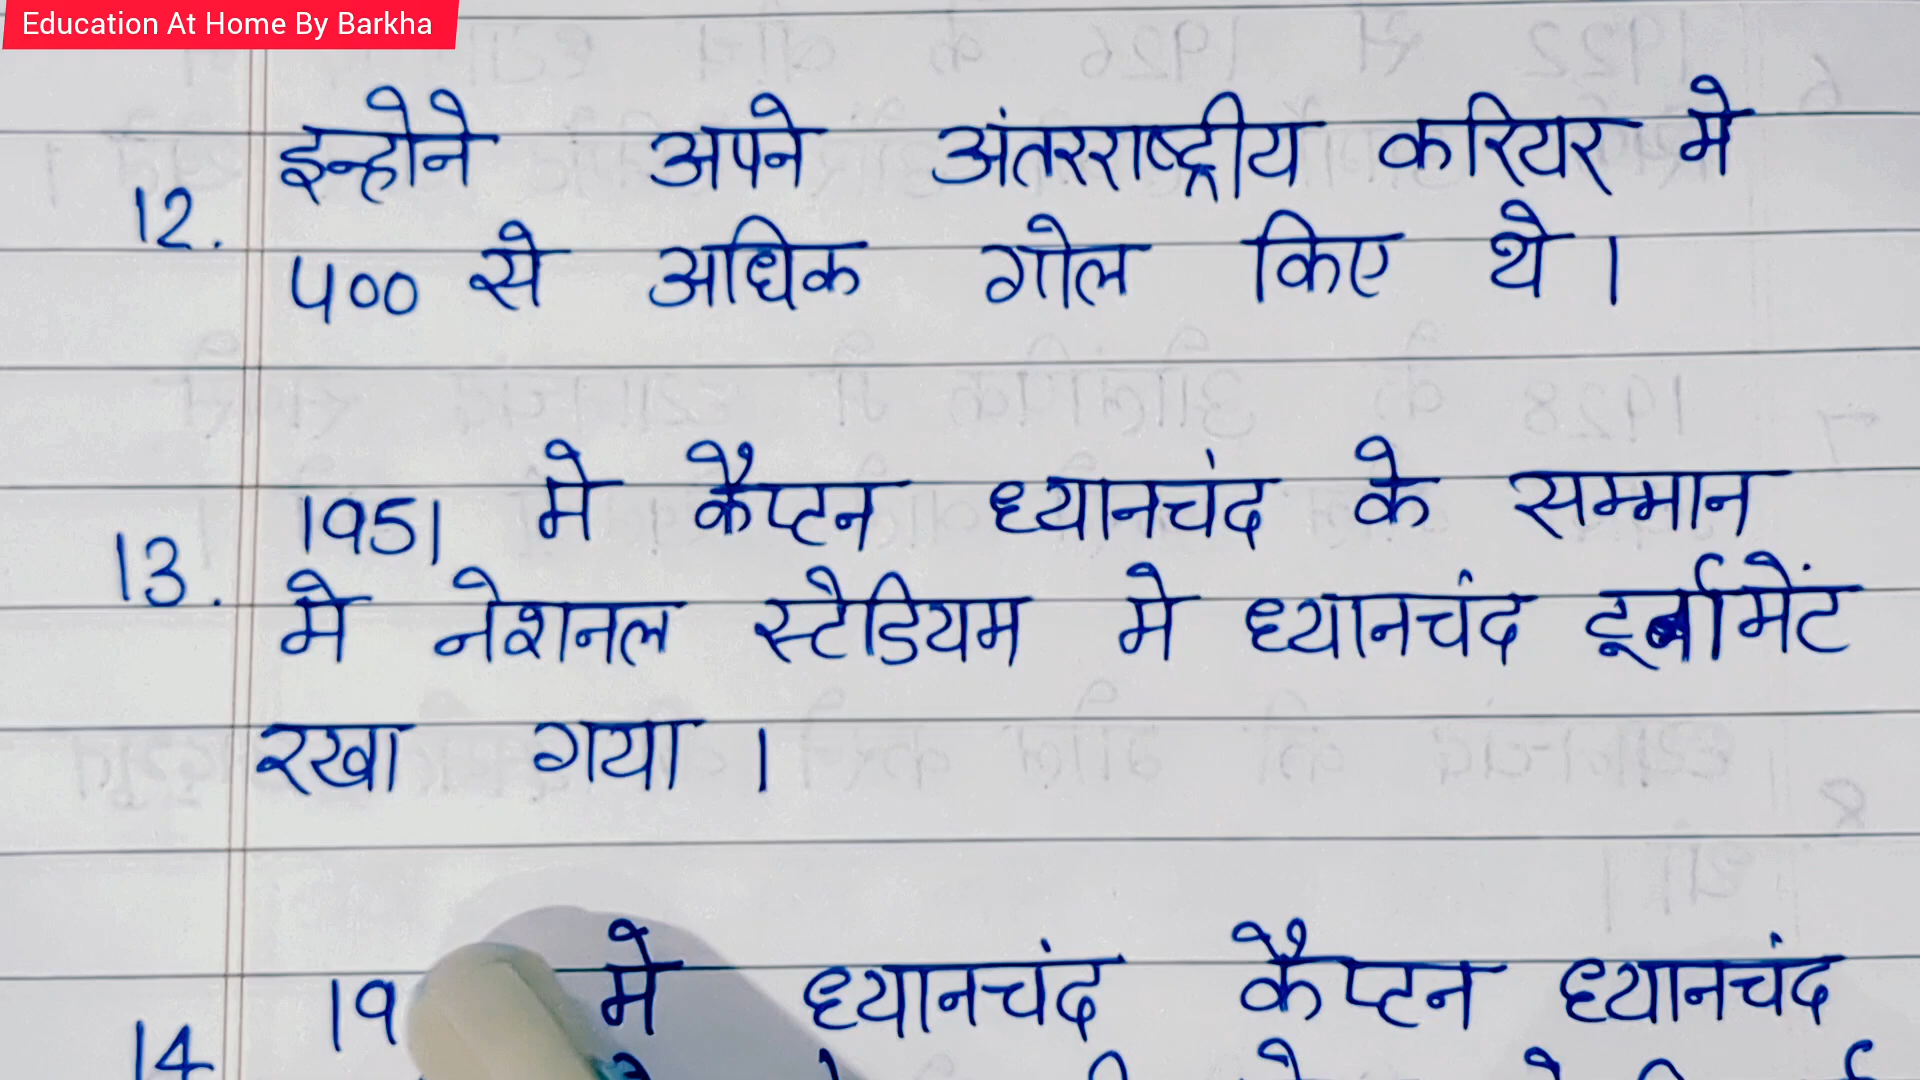 Education At Home By Barkha
12. इन्होने अपने अंतरराष्ट्रीय करियर मे
400 से अधिक गोल किए थे।
13. 1951 मे कैप्टन ध्यानचंद के सम्मान
मे नेशनल स्टेडियम मे ध्यानचंद टूर्नामेंट
रखा गया।
14 19 मे ध्यानचंद कैप्टन ध्यानचंद